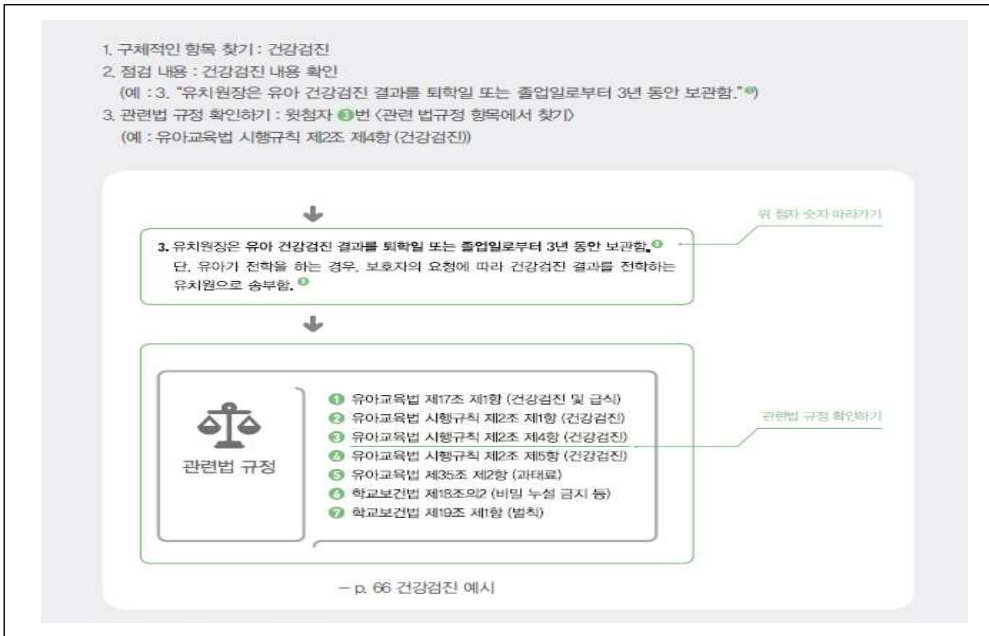 1. 구체적인 항목 찾기 : 건강검진
2. 점검 내용 : 건강검진 내용 확인
(예 : 3. "유치원장은 유아 건강검진 결과를 퇴학일 또는 졸업일로부터 3년 동안 보관함.")
3. 관련법 규정 확인하기 : 윗첨자 ❸번 〈관련 법규정 항목에서 찾기〉
(예 : 유아교육법 시행규칙 제2조 제4항 (건강검진))
위 첨자 숫자 따라가기
3. 유치원장은 유아 건강검진 결과를 퇴학일 또는 졸업일로부터 3년 동안 보관함.
단, 유아가 전학을 하는 경우, 보호자의 요청에 따라 건강검진 결과를 전학하는
유치원으로 송부함.
관련법 규정
❶ 유아교육법 제17조 제1항 (건강검진 및 급식)
❷ 유아교육법 시행규칙 제2조 제1항 (건강검진)
❸ 유아교육법 시행규칙 제2조 제4항 (건강검진)
❹ 유아교육법 시행규칙 제2조 제5항 (건강검진)
❺ 유아교육법 제35조 제2항 (과태료)
❻ 학교보건법 제18조의2 (비밀 누설 금지 등)
❼ 학교보건법 제19조 제1항 (벌칙)
관련법 규정 확인하기
– p. 66 건강검진 예시